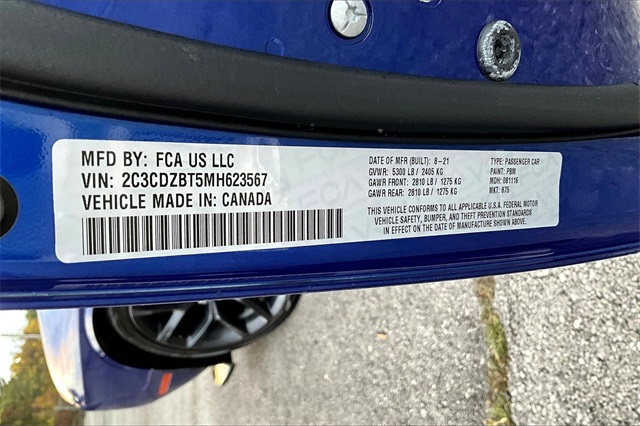 MFD BY: FCA US LLC
VIN: 2C3CDZBT5MH623567
VEHICLE MADE IN: CANADA
DATE OF MFR (BUILT): 8-21
GVWR: 5300 LB / 2405 KG
GAWR FRONT: 2810 LB / 1275 KG
GAWR REAR: 2810 LB / 1275 KG
TYPE: PASSENGER CAR
PAINT: PBM
MDH: 081116
MKT: 675
THIS VEHICLE CONFORMS TO ALL APPLICABLE U.S.A. FEDERAL MOTOR
VEHICLE SAFETY, BUMPER, AND THEFT PREVENTION STANDARDS
IN EFFECT ON THE DATE OF MANUFACTURE SHOWN ABOVE.